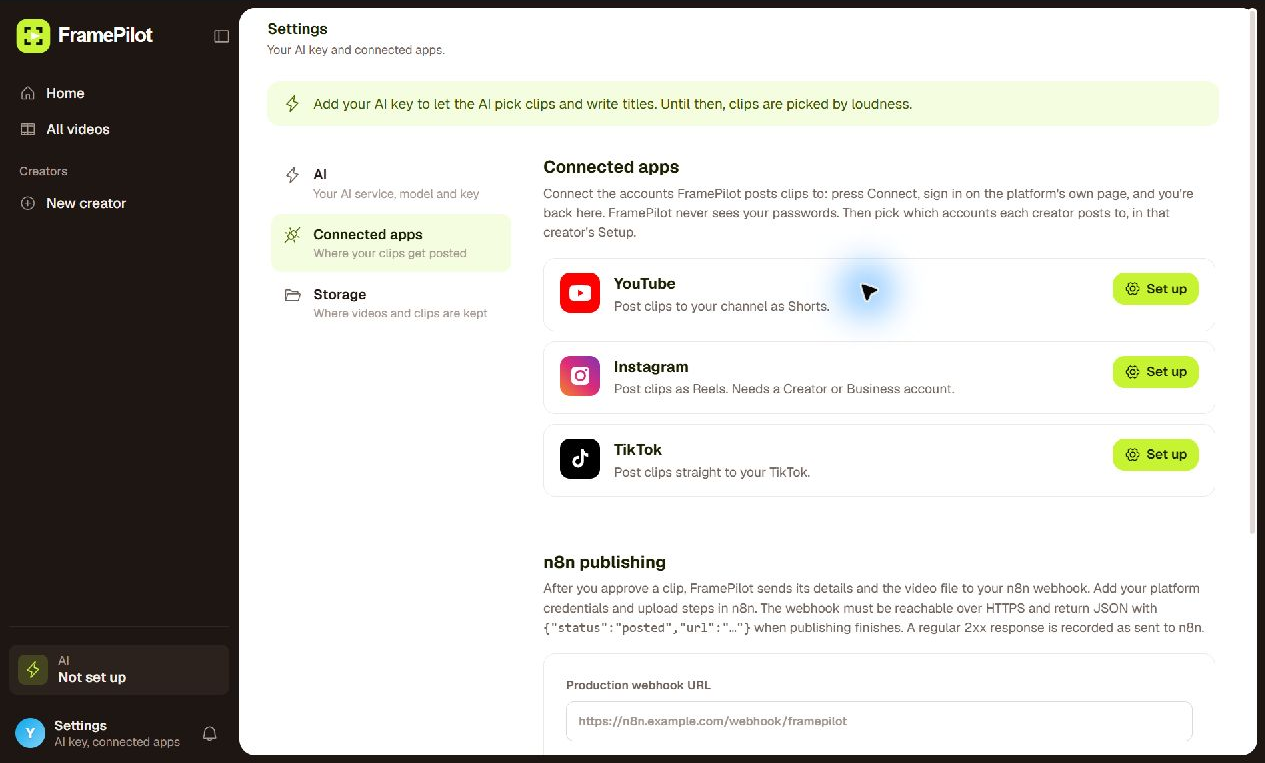 FramePilot
Home
All videos
Creators
New creator
AI
Not set up
Y
Settings
AI key, connected apps
Settings
Your AI key and connected apps.
Add your AI key to let the AI pick clips and write titles. Until then, clips are picked by loudness.
AI
Your AI service, model and key
Connected apps
Where your clips get posted
Storage
Where videos and clips are kept
Connected apps
Connect the accounts FramePilot posts clips to: press Connect, sign in on the platform's own page, and you're
back here. FramePilot never sees your passwords. Then pick which accounts each creator posts to, in that
creator's Setup.
YouTube
Post clips to your channel as Shorts.
Set up
Instagram
Post clips as Reels. Needs a Creator or Business account.
Set up
TikTok
Post clips straight to your TikTok.
Set up
n8n publishing
After you approve a clip, FramePilot sends its details and the video file to your n8n webhook. Add your platform
credentials and upload steps in n8n. The webhook must be reachable over HTTPS and return JSON with
{"status":"posted","url":"…"} when publishing finishes. A regular 2xx response is recorded as sent to n8n.
Production webhook URL
https://n8n.example.com/webhook/framepilot